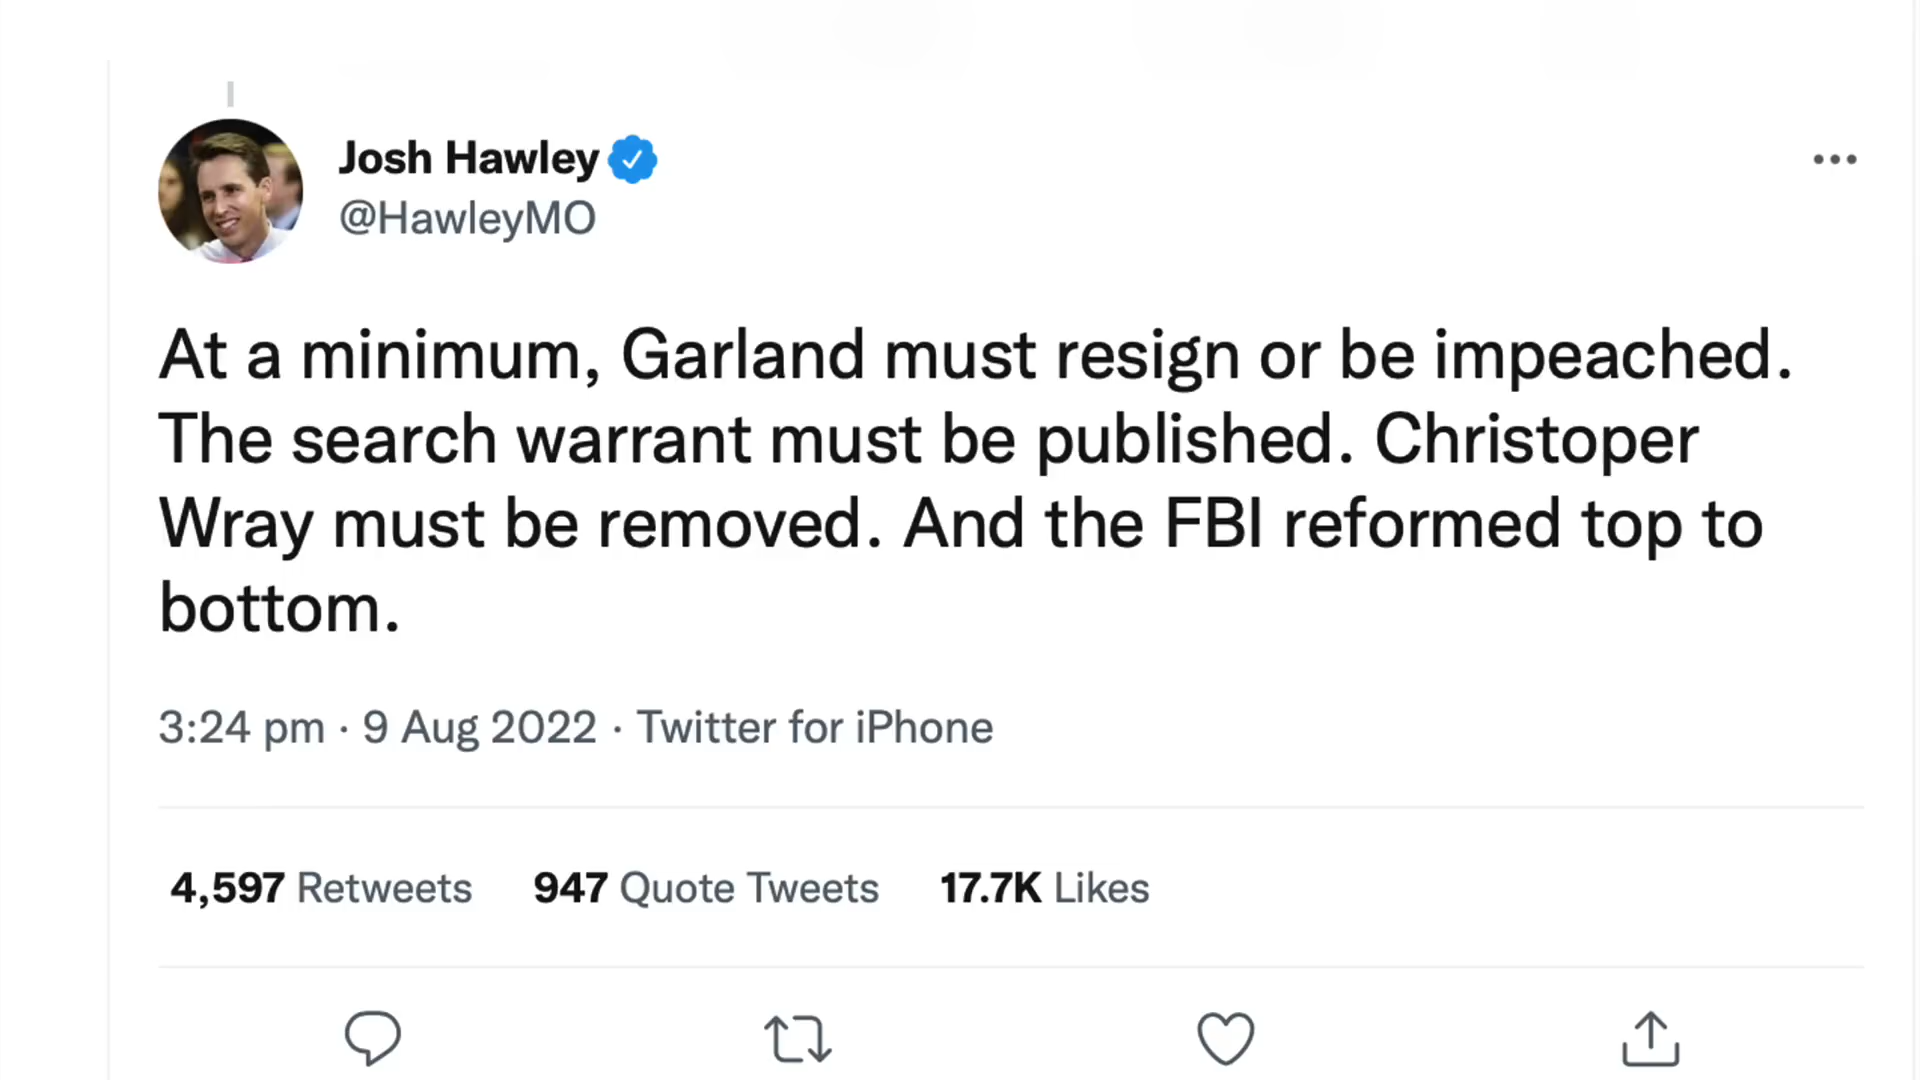 Josh Hawley
@HawleyMO
At a minimum, Garland must resign or be impeached.
The search warrant must be published. Christoper
Wray must be removed. And the FBI reformed top to
bottom.
3:24 pm · 9 Aug 2022 · Twitter for iPhone
4,597 Retweets 947 Quote Tweets 17.7K Likes